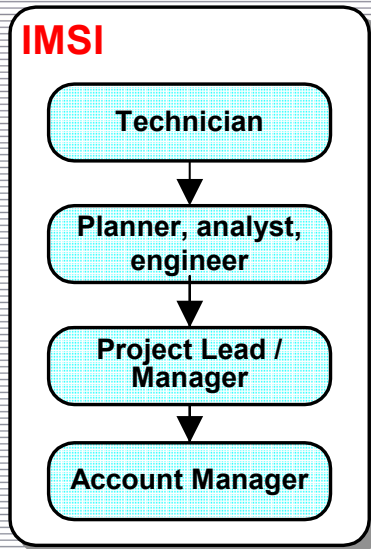 IMSI
Technician
Planner, analyst,
engineer
Project Lead /
Manager
Account Manager